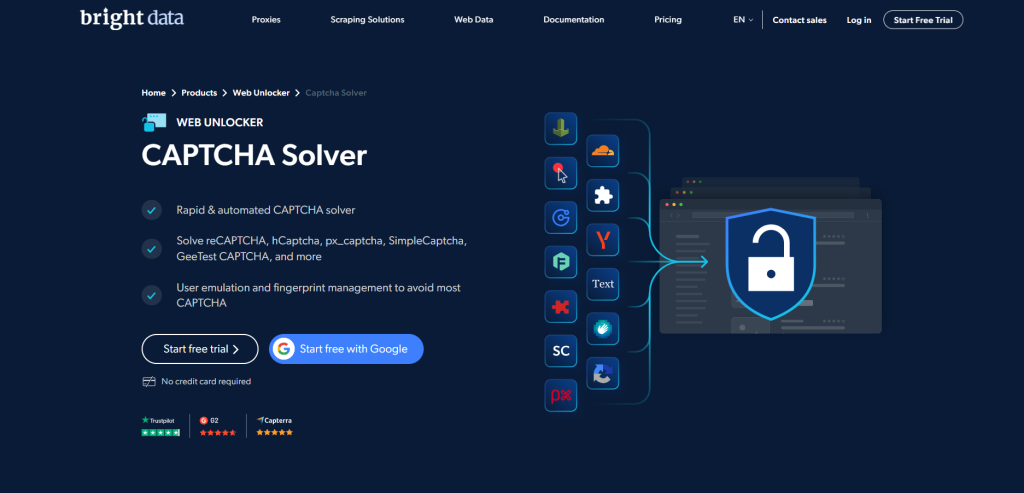 bright data
Proxies
Scraping Solutions
Web Data
Documentation
Pricing
EN
Contact sales
Log in
Start Free Trial
Home > Products > Web Unlocker > Captcha Solver
WEB UNLOCKER
CAPTCHA Solver
Rapid & automated CAPTCHA solver
Solve reCAPTCHA, hCaptcha, px_captcha, SimpleCaptcha,
GeeTest CAPTCHA, and more
User emulation and fingerprint management to avoid most
CAPTCHA
Start free trial >
G Start free with Google
No credit card required
Trustpilot
G2
Capterra
Text
SC
px